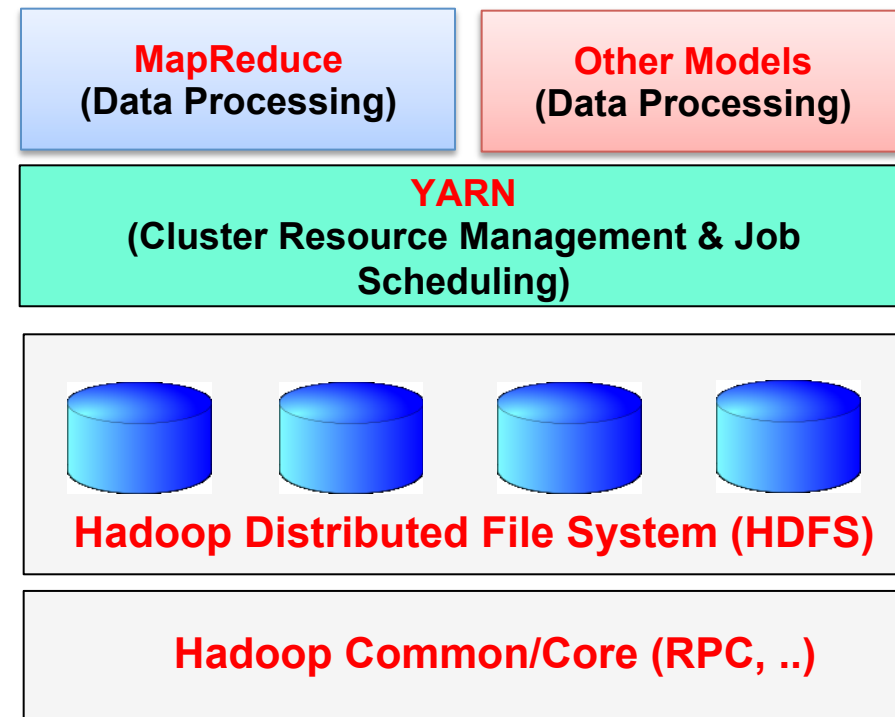 MapReduce
(Data Processing)
Other Models
(Data Processing)
YARN
(Cluster Resource Management & Job
Scheduling)
Hadoop Distributed File System (HDFS)
Hadoop Common/Core (RPC, ..)